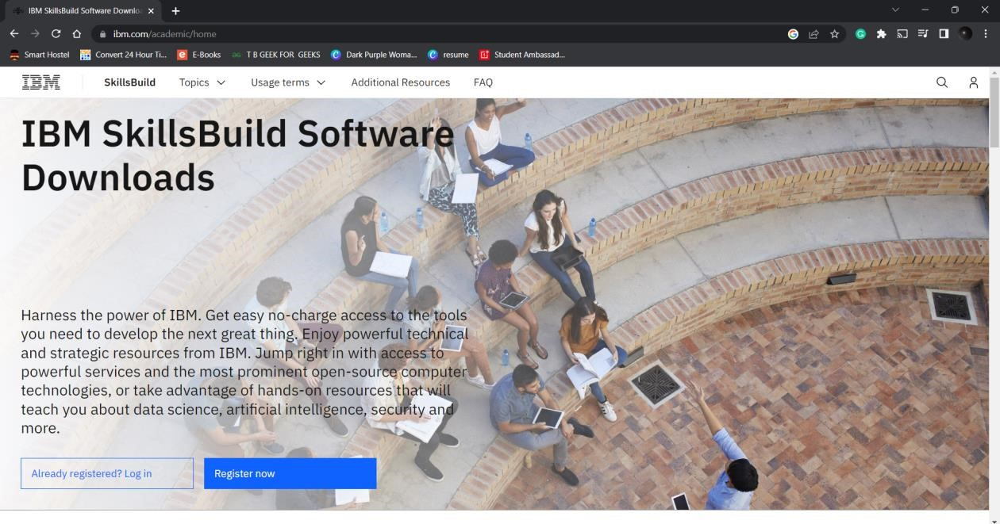 IBM SkillsBuild Software Downlo
ibm.com/academic/home
Smart Hostel Convert 24 Hour Ti... E-Books T B GEEK FOR GEEKS Dark Purple Woma... resume Student Ambassad...
IBM SkillsBuild Topics Usage terms Additional Resources FAQ
IBM SkillsBuild Software
Downloads
Harness the power of IBM. Get easy no-charge access to the tools
you need to develop the next great thing. Enjoy powerful technical
and strategic resources from IBM. Jump right in with access to
powerful services and the most prominent open-source computer
technologies, or take advantage of hands-on resources that will
teach you about data science, artificial intelligence, security and
more.
Already registered? Log in Register now